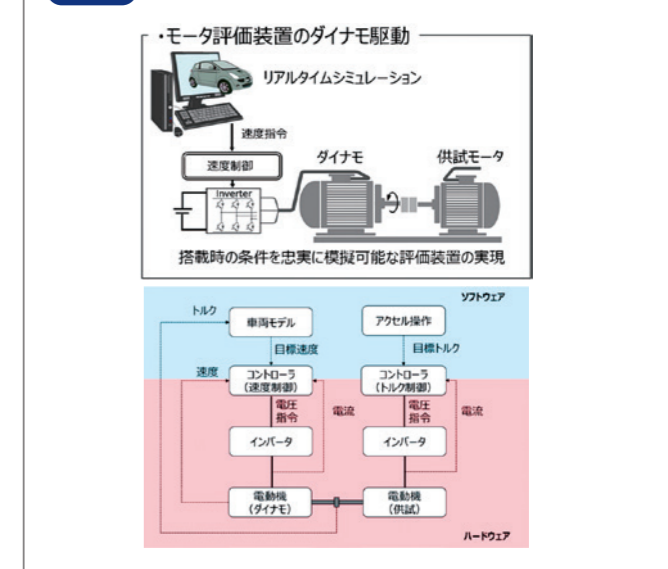 ・モータ評価装置のダイナモ駆動
リアルタイムシミュレーション
速度指令
速度制御
Inverter
ダイナモ
供試モータ
搭載時の条件を忠実に模擬可能な評価装置の実現
ソフトウェア
トルク
車両モデル
アクセル操作
目標速度
目標トルク
速度
コントローラ
(速度制御)
コントローラ
(トルク制御)
電圧
指令
電流
電圧
指令
電流
インバータ
インバータ
電動機
(ダイナモ)
電動機
(供試)
ハードウェア